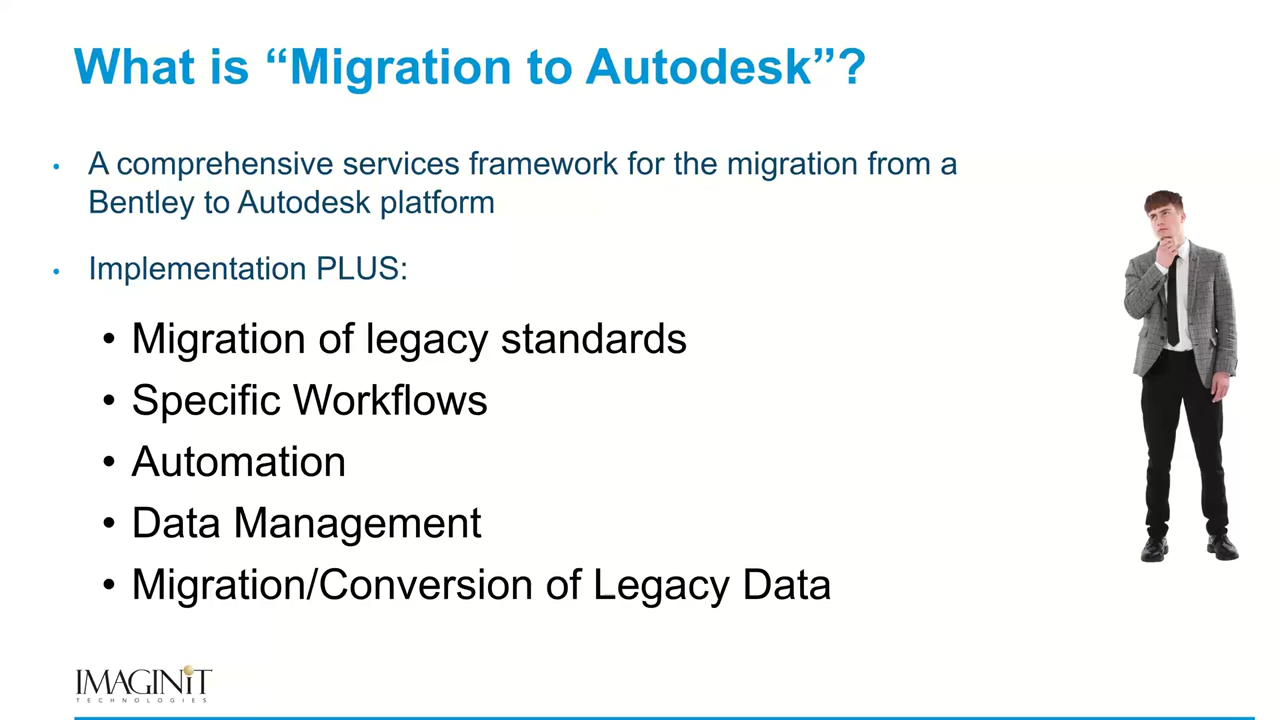 What is “Migration to Autodesk”?
• A comprehensive services framework for the migration from a
Bentley to Autodesk platform
• Implementation PLUS:
• Migration of legacy standards
• Specific Workflows
• Automation
• Data Management
• Migration/Conversion of Legacy Data
IMAGINiT
TECHNOLOGIES